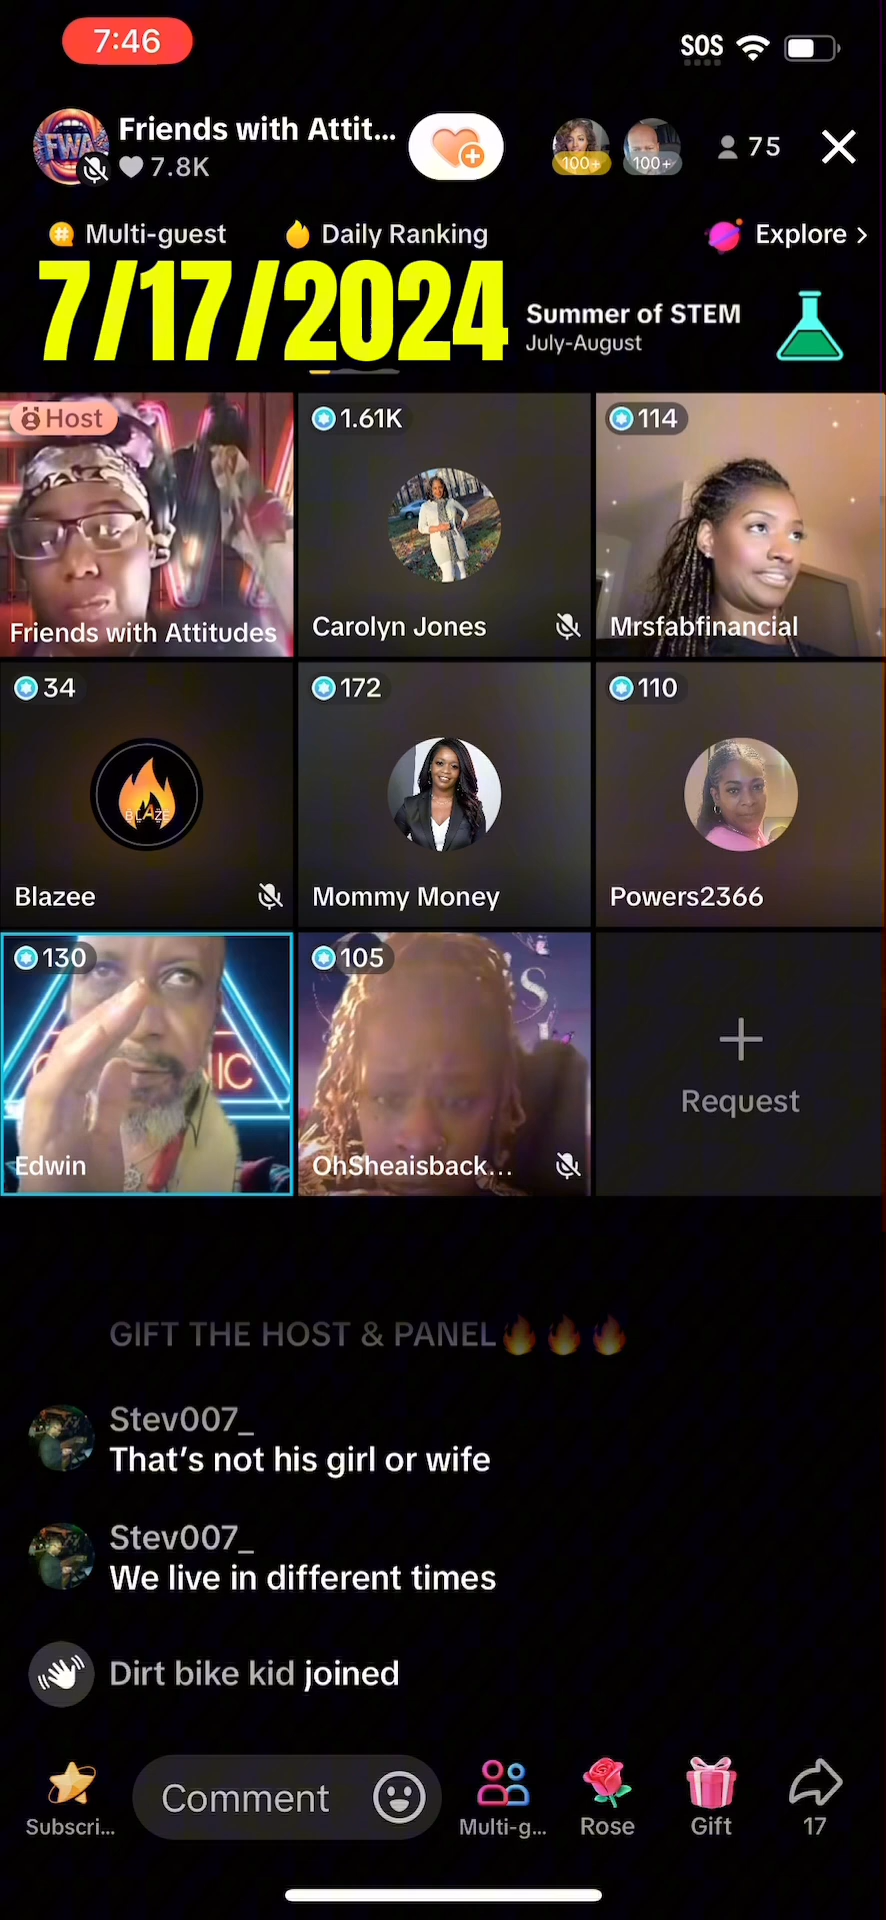 7:46
SOS
Friends with Attit...
7.8K
FWA
100+
100+
75
Multi-guest
Daily Ranking
Explore >
7/17/2024
Summer of STEM
July-August
Host
Friends with Attitudes
1.61K
Carolyn Jones
114
Mrsfabfinancial
34
BLAZE
Blazee
172
Mommy Money
110
Powers2366
130
IC
Edwin
105
S
OhSheaisback...
Request
GIFT THE HOST & PANEL🔥🔥🔥
Stev007_
That's not his girl or wife
Stev007_
We live in different times
Dirt bike kid joined
Subscri...
Comment
Multi-g...
Rose
Gift
17